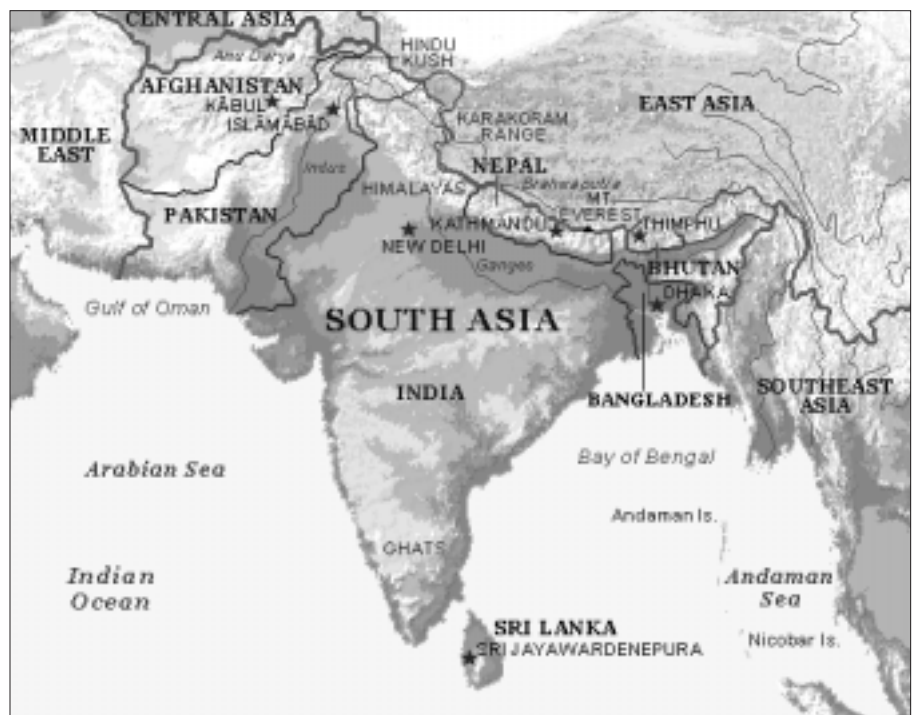 CENTRAL ASIA
Amu Darya
HINDU
KUSH
AFGHANISTAN
KĀBUL
ISLĀMĀBĀD
EAST ASIA
KARAKORAM
RANGE
MIDDLE
EAST
NEPAL
Indus
HIMALAYAS
Brahmaputra
MT.
EVEREST
PAKISTAN
KATHMANDU
THIMPHU
NEW DELHI
Ganges
BHUTAN
DHAKA
Gulf of Oman
SOUTH ASIA
INDIA
BANGLADESH
SOUTHEAST
ASIA
Bay of Bengal
Arabian Sea
Andaman Is.
GHATS
Indian
Ocean
Andaman
Sea
SRI LANKA
SRI JAYAWARDENEPURA
Nicobar Is.